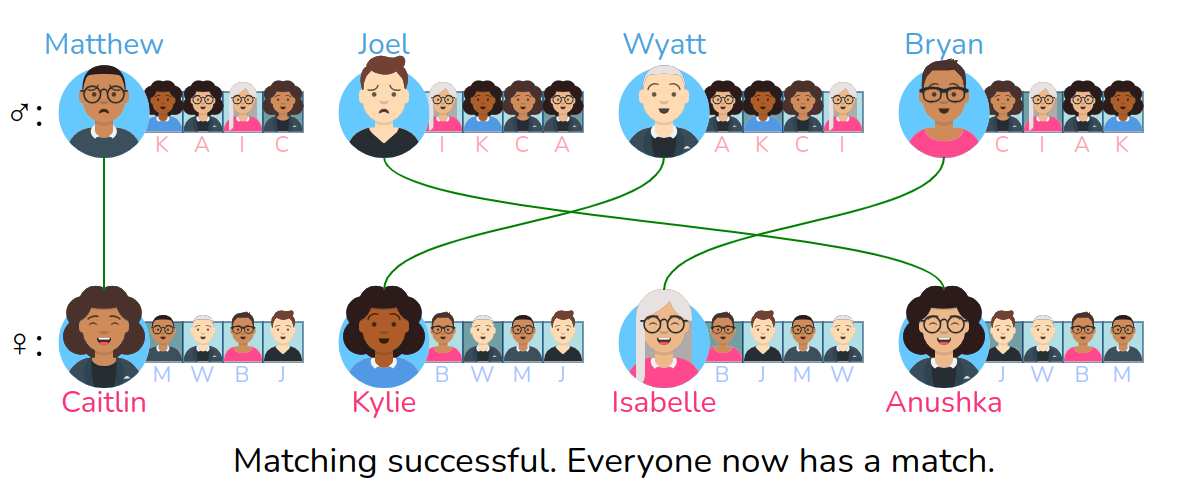 Matthew Joel Wyatt Bryan
♂:
K A I C I K C A A K C I C I A K
♀:
M W B J B W M J B J M W J W B M
Caitlin Kylie Isabelle Anushka
Matching successful. Everyone now has a match.